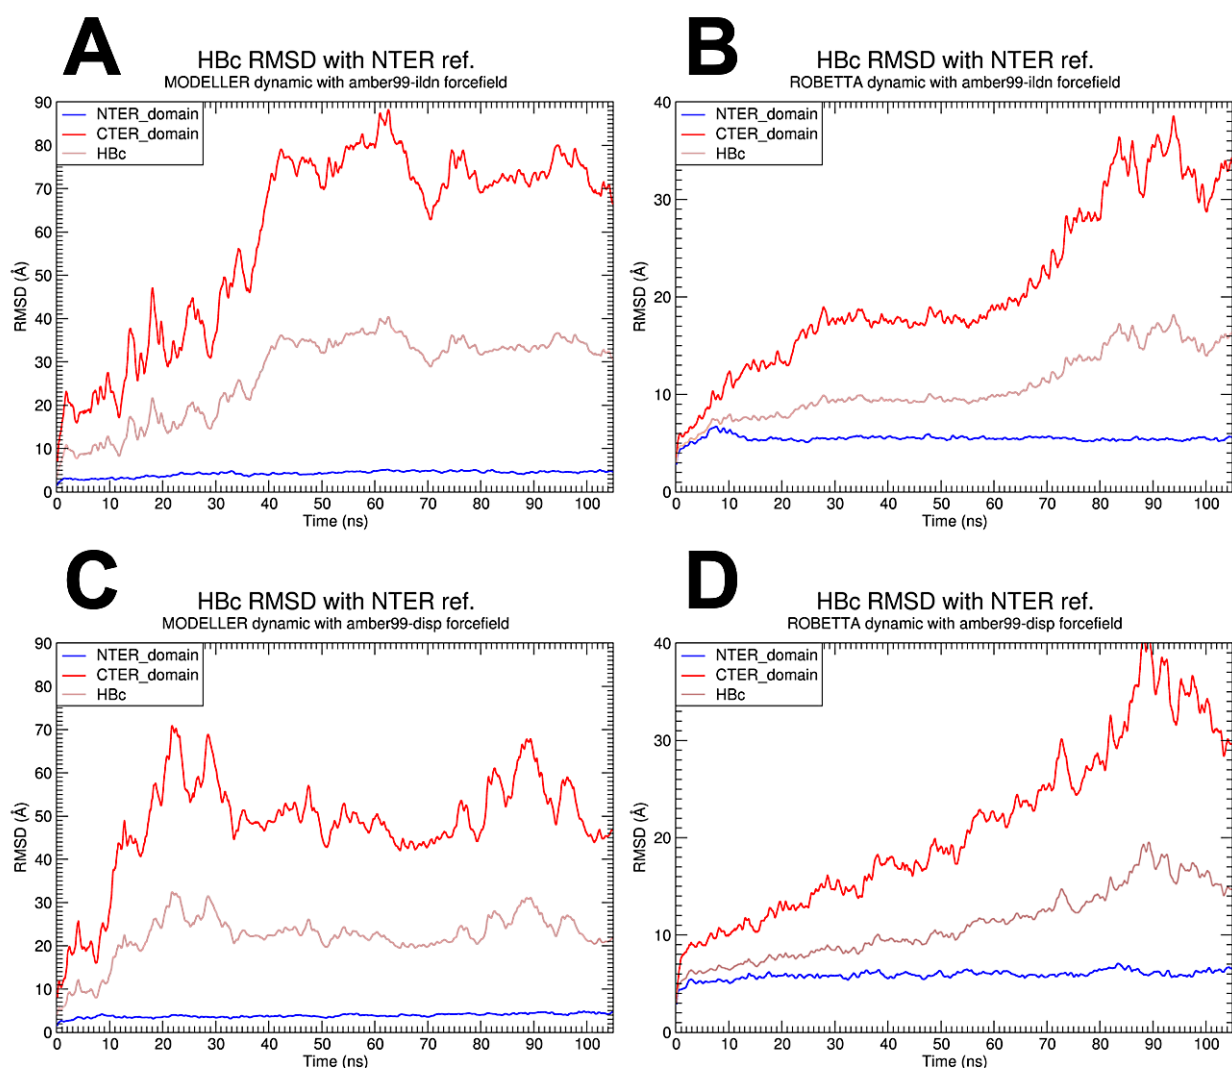 A
HBc RMSD with NTER ref.
MODELLER dynamic with amber99-ildn forcefield
90
80
70
60
50
40
30
20
10
0
RMSD (Å)
NTER_domain
CTER_domain
HBc
0 10 20 30 40 50 60 70 80 90 100
Time (ns)
B
HBc RMSD with NTER ref.
ROBETTA dynamic with amber99-ildn forcefield
40
30
20
10
0
RMSD (Å)
NTER_domain
CTER_domain
HBc
0 10 20 30 40 50 60 70 80 90 100
Time (ns)
C
HBc RMSD with NTER ref.
MODELLER dynamic with amber99-disp forcefield
90
80
70
60
50
40
30
20
10
0
RMSD (Å)
NTER_domain
CTER_domain
HBc
0 10 20 30 40 50 60 70 80 90 100
Time (ns)
D
HBc RMSD with NTER ref.
ROBETTA dynamic with amber99-disp forcefield
40
30
20
10
0
RMSD (Å)
NTER_domain
CTER_domain
HBc
0 10 20 30 40 50 60 70 80 90 100
Time (ns)